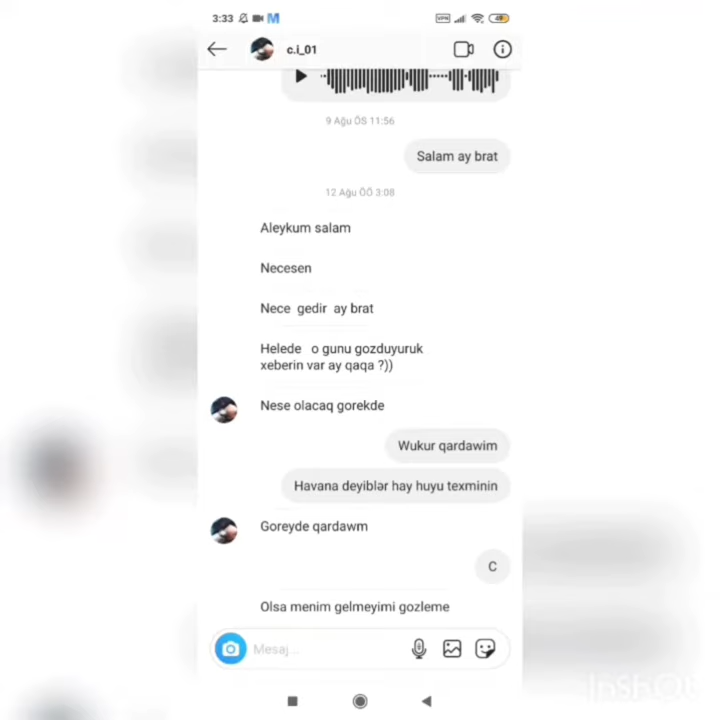 3:33
VPN
48
c.i_01
9 Ağu ÖS 11:56
Salam ay brat
12 Ağu ÖÖ 3:08
Aleykum salam
Necesen
Nece gedir ay brat
Helede o gunu gozduyuruk
xeberin var ay qaqa ?))
Nese olacaq gorekde
Wukur qardawim
Havana deyiblər hay huyu texminin
Goreyde qardawm
C
Olsa menim gelmeyimi gozleme
Mesaj...
InShOt